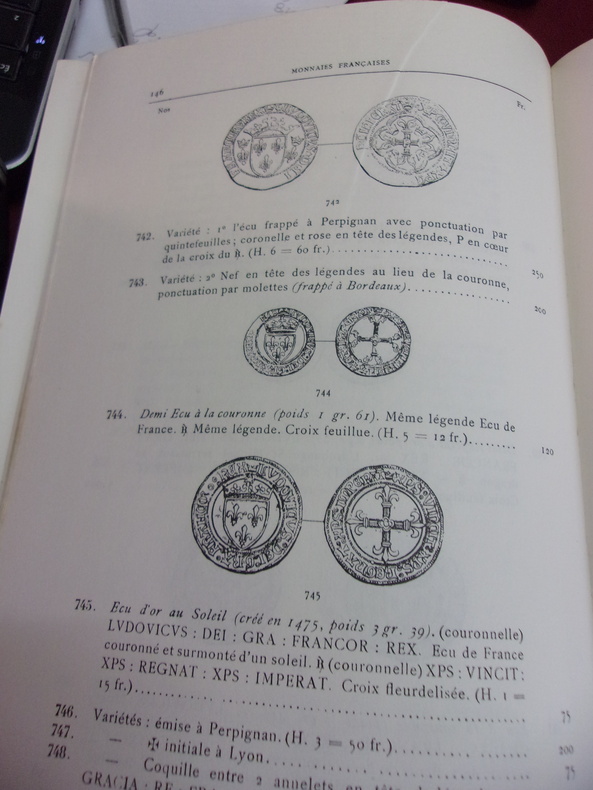 146
MONNAIES FRANÇAISES
Nos
Fr.
742
742. Variété : 1º l'écu frappé à Perpignan avec ponctuation par
quintefeuilles ; coronelle et rose en tête des légendes, P en cœur
de la croix du ℟. (H. 6 = 60 fr.) 250
743. Variété : 2º Nef en tête des légendes au lieu de la couronne,
ponctuation par molettes (frappé à Bordeaux) 200
744
744. Demi Ecu à la couronne (poids 1 gr. 61). Même légende Ecu de
France. ℟ Même légende. Croix feuillue. (H. 5 = 12 fr.) 120
745
745. Ecu d'or au Soleil (créé en 1475, poids 3 gr. 39). (couronnelle)
LVDOVICVS : DEI : GRA : FRANCOR : REX. Ecu de France
couronné et surmonté d'un soleil. ℟ (couronnelle) XPS : VINCIT :
XPS : REGNAT : XPS : IMPERAT. Croix fleurdelisée. (H. 1 =
15 fr.) 75
746. Variétés : émise à Perpignan. (H. 3 = 50 fr.) 200
747. — ✠ initiale à Lyon. 75
748. — Coquille entre 2 annelets en tête